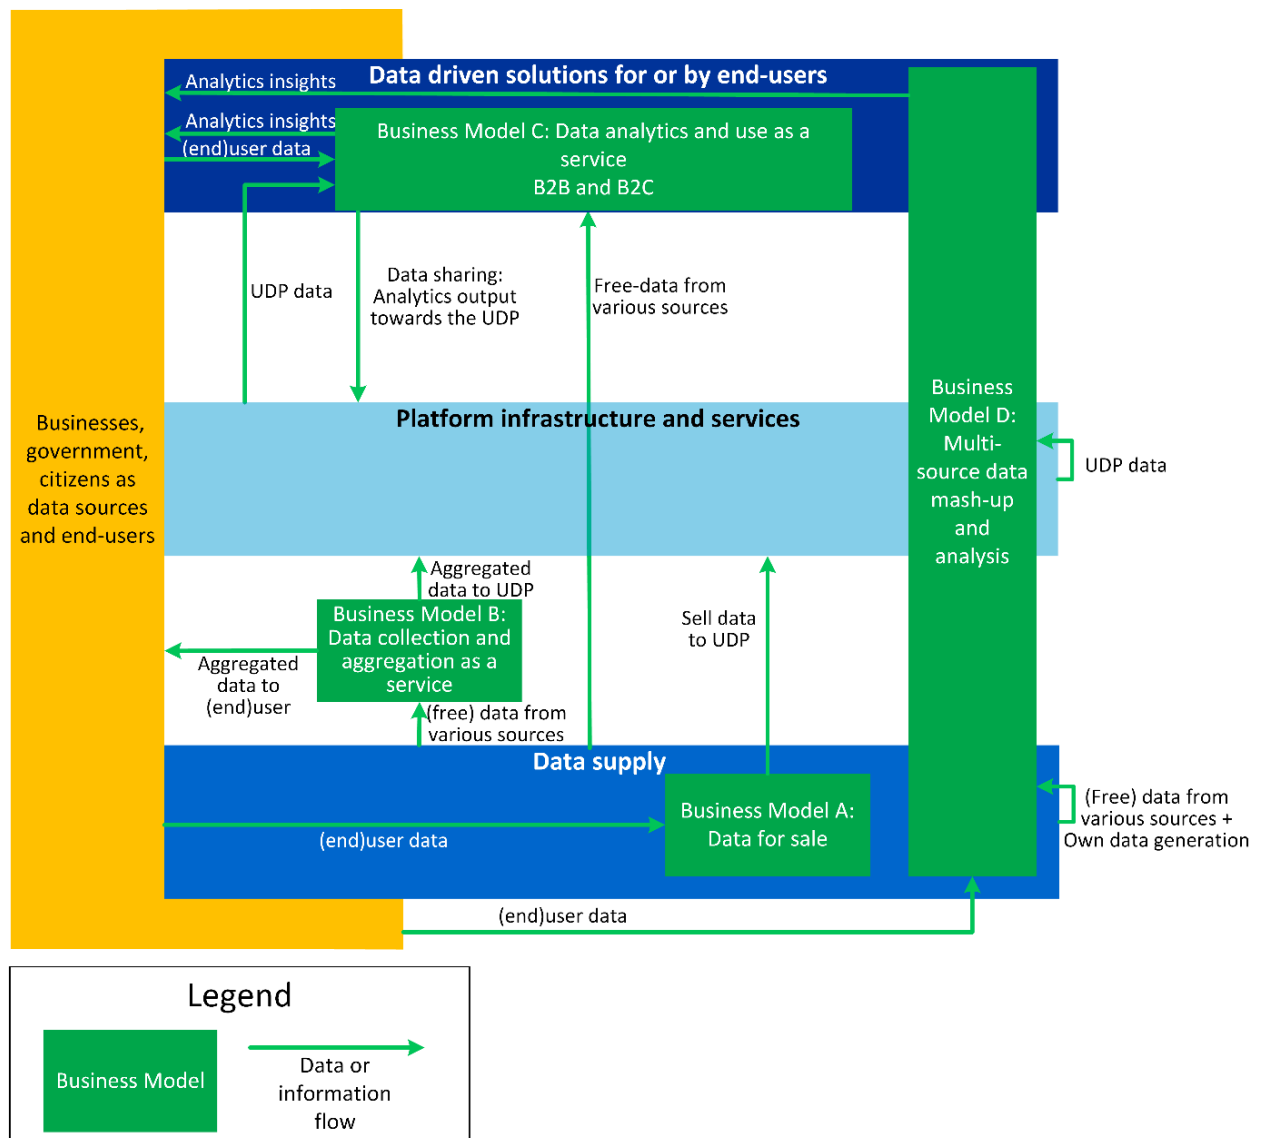 Data driven solutions for or by end-users
Analytics insights
Analytics insights
(end)user data
Business Model C: Data analytics and use as a
service
B2B and B2C
UDP data
Data sharing:
Analytics output
towards the UDP
Free-data from
various sources
Businesses,
government,
citizens as
data sources
and end-users
Platform infrastructure and services
Business
Model D:
Multi-
source data
mash-up
and
analysis
UDP data
Aggregated
data to UDP
Business Model B:
Data collection and
aggregation as a
service
Aggregated
data to
(end)user
Sell data
to UDP
(free) data from
various sources
Data supply
Business Model A:
Data for sale
(end)user data
(Free) data from
various sources +
Own data generation
(end)user data
Legend
Business Model
Data or
information
flow